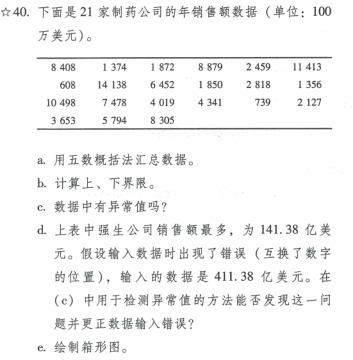 ☆40. 下面是 21 家制药公司的年销售额数据（单位：100
万美元）。
8 408 1 374 1 872 8 879 2 459 11 413
608 14 138 6 452 1 850 2 818 1 356
10 498 7 478 4 019 4 341 739 2 127
3 653 5 794 8 305
a. 用五数概括法汇总数据。
b. 计算上、下界限。
c. 数据中有异常值吗？
d. 上表中强生公司销售额最多，为 141.38 亿美
元。假设输入数据时出现了错误（互换了数字
的位置），输入的数据是 411.38 亿美元。在
（c）中用于检测异常值的方法能否发现这一问
题并更正数据输入错误？
e. 绘制箱形图。